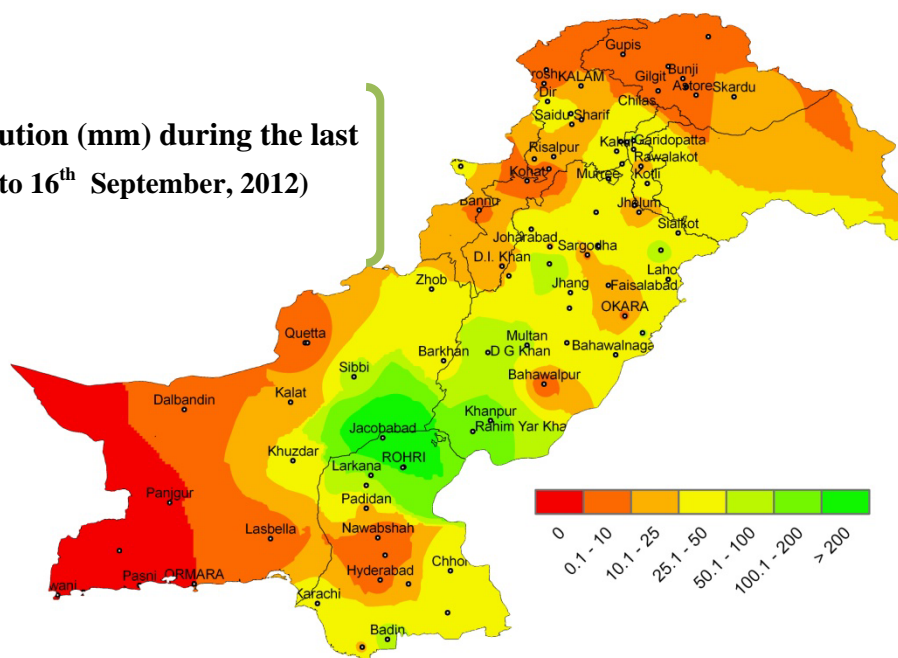 ution (mm) during the last
to 16th September, 2012)
Gupis
Bunji
Gilgit
rosh
KALAM
Astore
Skardu
Dir
Chilas
Saidu Sharif
Kakul
Garidopatta
Risalpur
Rawalakot
Kohat
Murree
Kotli
Bannu
Jhelum
Sialkot
Joharabad
Sargodha
D.I. Khan
Laho
Zhob
Jhang
Faisalabad
OKARA
Quetta
Multan
Barkhan
D G Khan
Bahawalnaga
Sibbi
Bahawalpur
Kalat
Dalbandin
Khanpur
Rahim Yar Kha
Jacobabad
Khuzdar
ROHRI
Larkana
Panjgur
Padidan
Lasbella
Nawabshah
Hyderabad
Chhor
wani
Pasni
ORMARA
Karachi
Badin
0
0.1 - 10
10.1 - 25
25.1 - 50
50.1 - 100
100.1 - 200
> 200